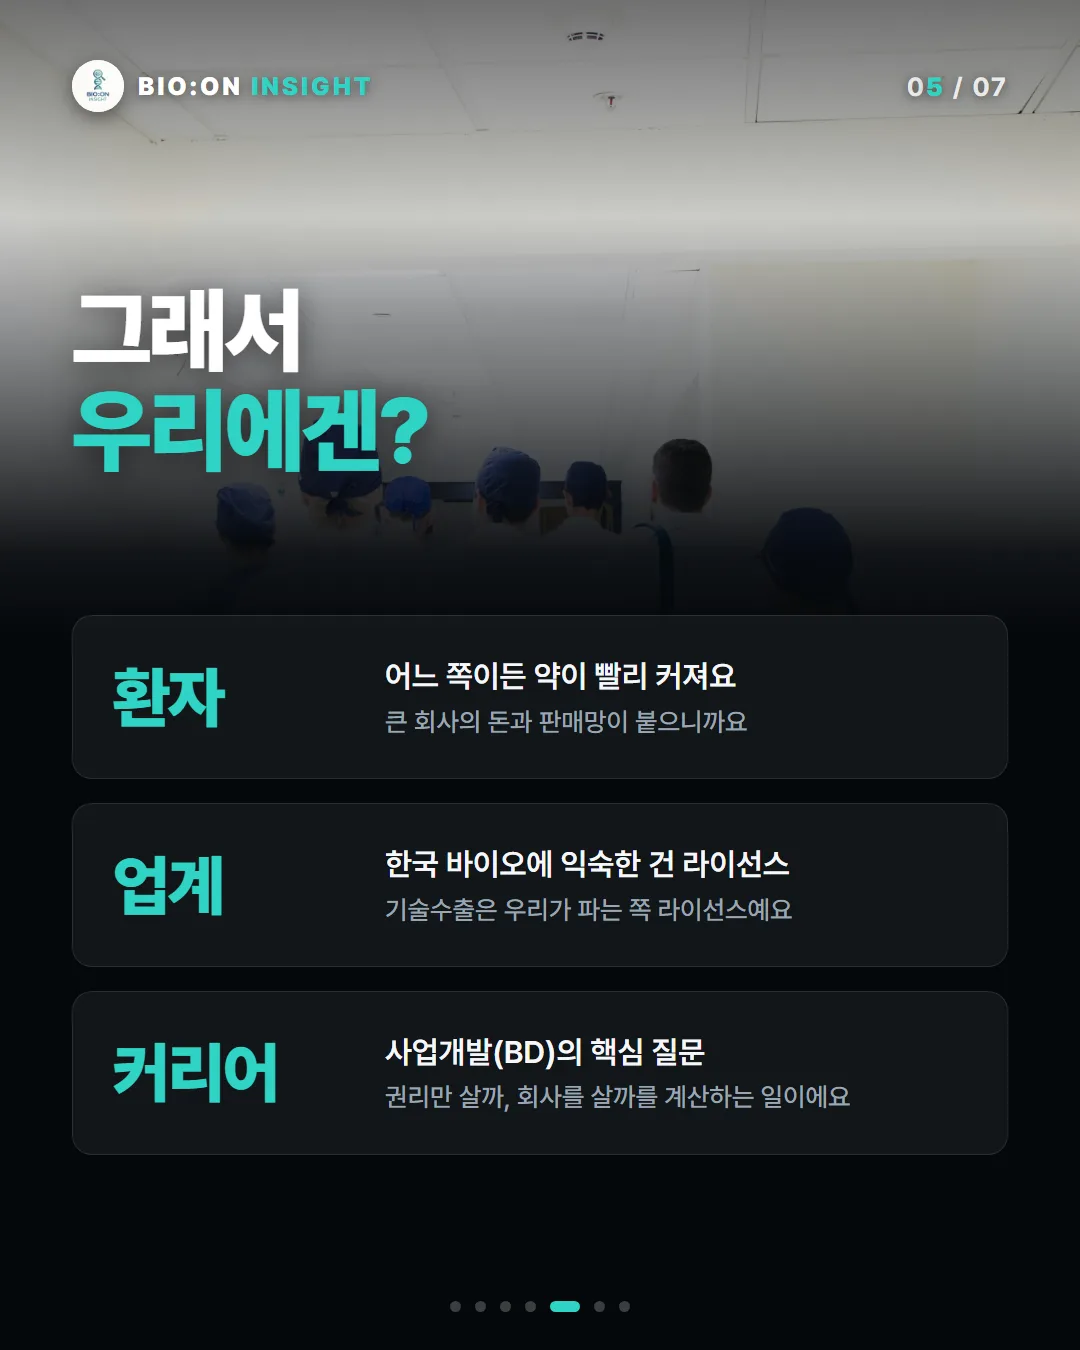 BIO:ON INSIGHT
BIO:ON INSIGHT
05 / 07
그래서
우리에겐?
환자
어느 쪽이든 약이 빨리 커져요
큰 회사의 돈과 판매망이 붙으니까요
업계
한국 바이오에 익숙한 건 라이선스
기술수출은 우리가 파는 쪽 라이선스예요
커리어
사업개발(BD)의 핵심 질문
권리만 살까, 회사를 살까를 계산하는 일이에요